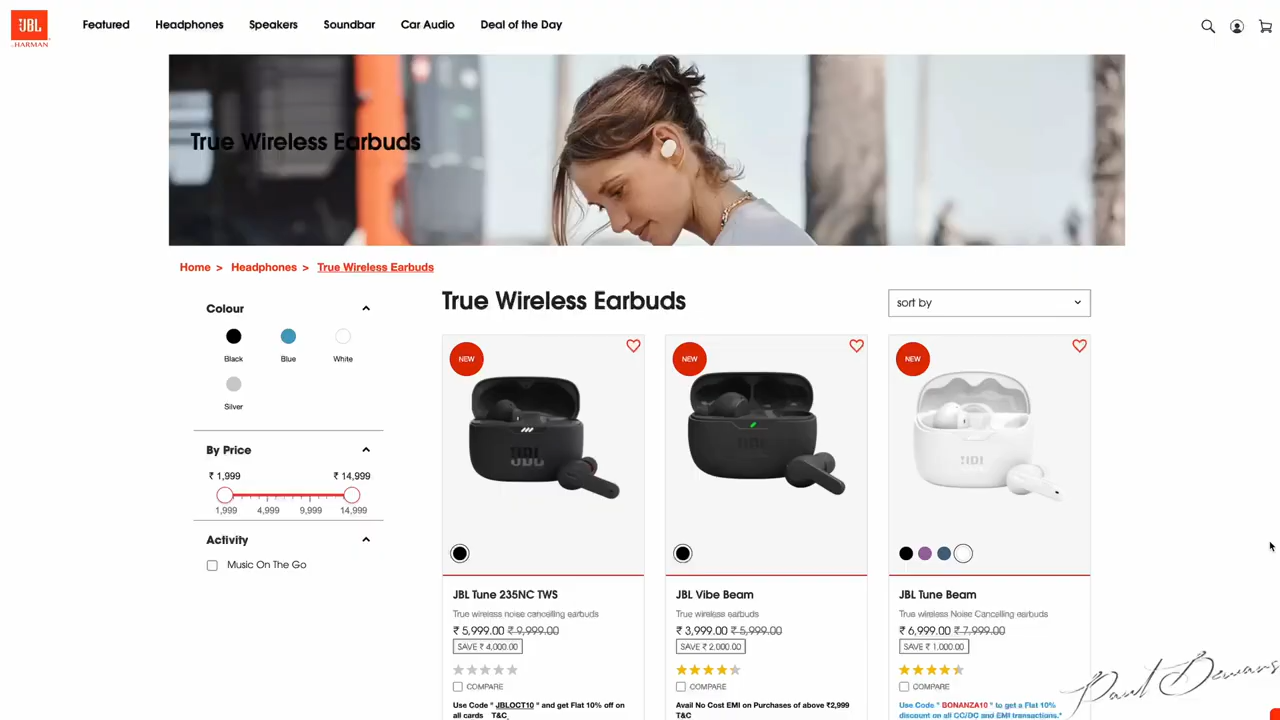 JBL
by HARMAN
Featured
Headphones
Speakers
Soundbar
Car Audio
Deal of the Day
True Wireless Earbuds
Home >
Headphones >
True Wireless Earbuds
Colour
Black
Blue
White
Silver
By Price
₹ 1,999
₹ 14,999
1,999
4,999
9,999
14,999
Activity
Music On The Go
True Wireless Earbuds
sort by
NEW
JBL
JBL Tune 235NC TWS
True wireless noise cancelling earbuds
₹ 5,999.00 ₹ 9,999.00
SAVE ₹ 4,000.00
COMPARE
Use Code " JBLOCT10 " and get Flat 10% off on
all cards T&C
NEW
JBL
JBL Vibe Beam
True wireless earbuds
₹ 3,999.00 ₹ 5,999.00
SAVE ₹ 2,000.00
COMPARE
Avail No Cost EMI on Purchases of above ₹2,999
T&C
NEW
JBL
JBL Tune Beam
True wireless Noise Cancelling earbuds
₹ 6,999.00 ₹ 7,999.00
SAVE ₹ 1,000.00
COMPARE
Use Code " BONANZA10 " to get a Flat 10%
discount on all CC/DC and EMI transactions.*